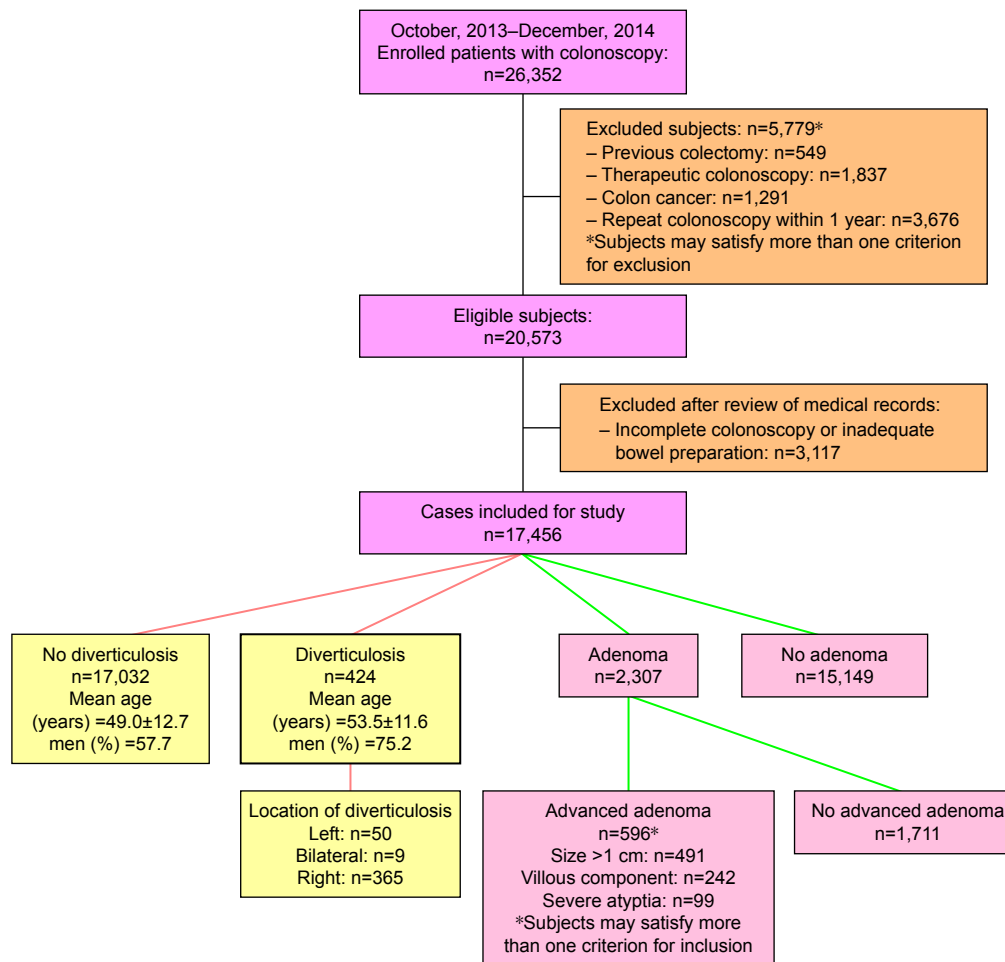 October, 2013–December, 2014
Enrolled patients with colonoscopy:
n=26,352
Excluded subjects: n=5,779*
– Previous colectomy: n=549
– Therapeutic colonoscopy: n=1,837
– Colon cancer: n=1,291
– Repeat colonoscopy within 1 year: n=3,676
*Subjects may satisfy more than one criterion
for exclusion
Eligible subjects:
n=20,573
Excluded after review of medical records:
– Incomplete colonoscopy or inadequate
bowel preparation: n=3,117
Cases included for study
n=17,456
No diverticulosis
n=17,032
Mean age
(years) =49.0±12.7
men (%) =57.7
Diverticulosis
n=424
Mean age
(years) =53.5±11.6
men (%) =75.2
Adenoma
n=2,307
No adenoma
n=15,149
Location of diverticulosis
Left: n=50
Bilateral: n=9
Right: n=365
Advanced adenoma
n=596*
Size >1 cm: n=491
Villous component: n=242
Severe atyptia: n=99
*Subjects may satisfy more
than one criterion for inclusion
No advanced adenoma
n=1,711